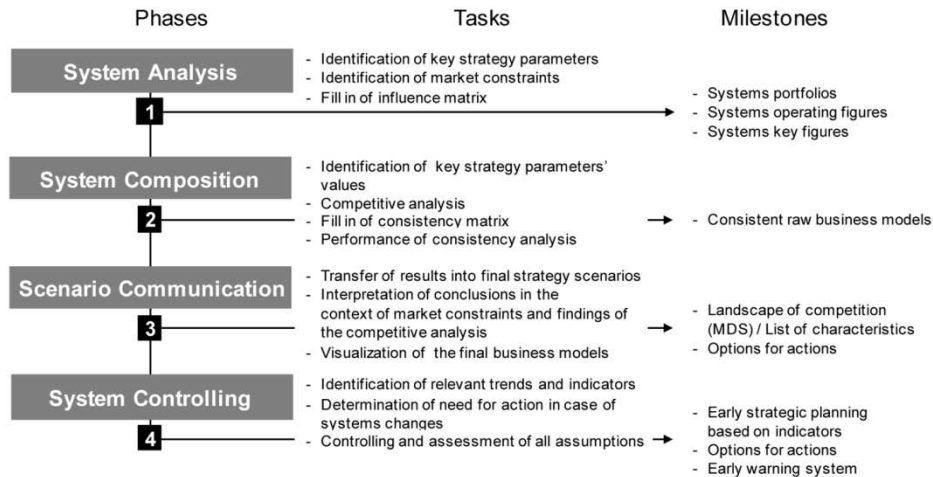 Phases Tasks Milestones
System Analysis
1
- Identification of key strategy parameters
- Identification of market constraints
- Fill in of influence matrix
- Systems portfolios
- Systems operating figures
- Systems key figures
System Composition
2
- Identification of key strategy parameters'
values
- Competitive analysis
- Fill in of consistency matrix
- Performance of consistency analysis
- Consistent raw business models
Scenario Communication
3
- Transfer of results into final strategy scenarios
- Interpretation of conclusions in the
context of market constraints and findings of
the competitive analysis
- Visualization of the final business models
- Landscape of competition
(MDS) / List of characteristics
- Options for actions
System Controlling
4
- Identification of relevant trends and indicators
- Determination of need for action in case of
systems changes
- Controlling and assessment of all assumptions
- Early strategic planning
based on indicators
- Options for actions
- Early warning system